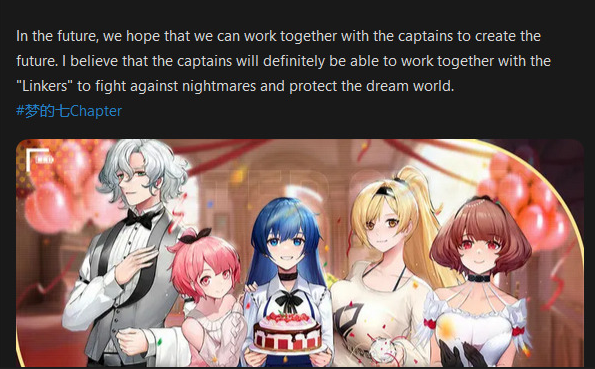 In the future, we hope that we can work together with the captains to create the
future. I believe that the captains will definitely be able to work together with the
"Linkers" to fight against nightmares and protect the dream world.
#梦的七Chapter